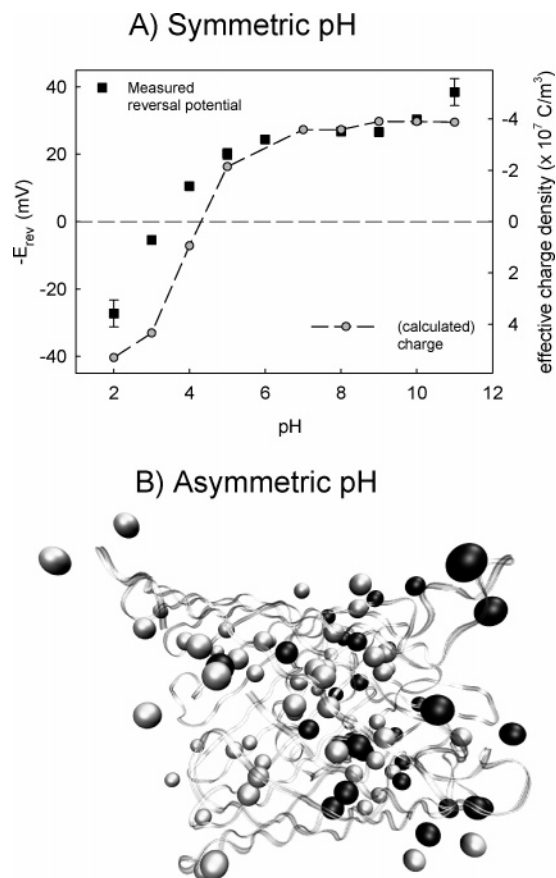 A) Symmetric pH
Measured
reversal potential
-E_rev (mV)
40
20
0
-20
-40
effective charge density (x 10^7 C/m^3)
-4
-2
0
2
4
(calculated)
charge
2 4 6 8 10 12
pH
B) Asymmetric pH